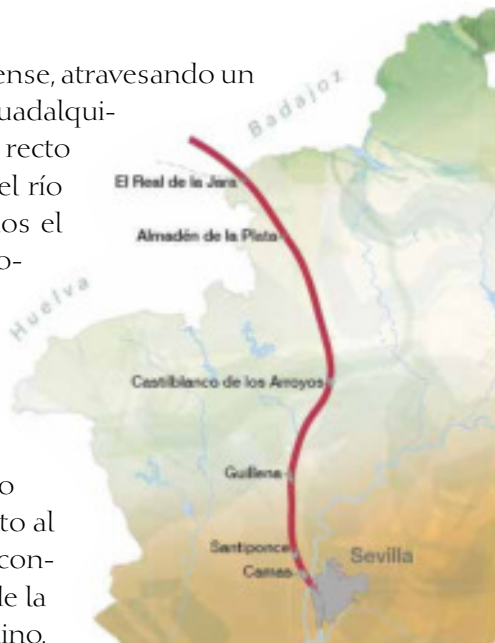 ense, atravesando un
uadalqui-
recto
el río
os el
o-
o
to al
con-
de la
ino.
Badajoz
El Real de la Jara
Almadén de la Plata
Huelva
Castilblanco de los Arroyos
Guillena
Santiponce
Camas
Sevilla